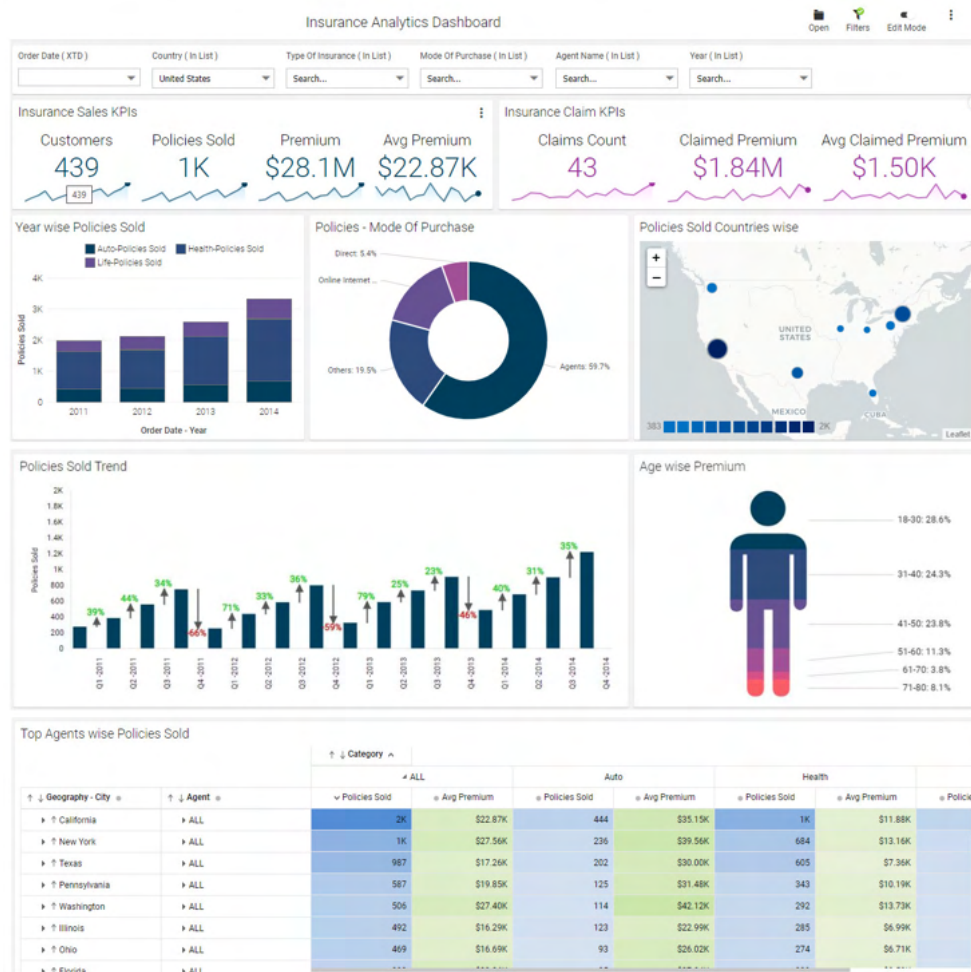 Insurance Analytics Dashboard
Open Filters Edit Mode
Order Date ( XTD ) Country ( In List ) Type Of Insurance ( In List ) Mode Of Purchase ( In List ) Agent Name ( In List ) Year ( In List )
United States Search... Search... Search... Search...
Insurance Sales KPIs
Customers Policies Sold Premium Avg Premium
439 1K $28.1M $22.87K
439
Insurance Claim KPIs
Claims Count Claimed Premium Avg Claimed Premium
43 $1.84M $1.50K
Year wise Policies Sold
Auto-Policies Sold Health-Policies Sold
Life-Policies Sold
Policies Sold
4K
3K
2K
1K
0
2011 2012 2013 2014
Order Date - Year
Policies - Mode Of Purchase
Direct: 5.4%
Online Internet ...
Others: 19.5%
Agents: 59.7%
Policies Sold Countries wise
+
−
UNITED
STATES
MEXICO
CUBA
383 2K
Leaflet
Policies Sold Trend
Policies Sold
2K
1.8K
1.6K
1.4K
1.2K
1K
800
600
400
200
0
39% 44% 34% -66% 71% 33% 36% -59% 79% 25% 23% -46% 40% 31% 35%
Q1-2011 Q2-2011 Q3-2011 Q4-2011 Q1-2012 Q2-2012 Q3-2012 Q4-2012 Q1-2013 Q2-2013 Q3-2013 Q4-2013 Q1-2014 Q2-2014 Q3-2014 Q4-2014
Age wise Premium
18-30: 28.6%
31-40: 24.3%
41-50: 23.8%
51-60: 11.3%
61-70: 3.8%
71-80: 8.1%
Top Agents wise Policies Sold
Category
ALL Auto Health
Geography - City Agent Policies Sold Avg Premium Policies Sold Avg Premium Policies Sold Avg Premium
California ALL 2K $22.87K 444 $35.15K 1K $11.88K
New York ALL 1K $27.56K 236 $39.56K 684 $13.16K
Texas ALL 987 $17.26K 202 $30.00K 605 $7.36K
Pennsylvania ALL 587 $19.85K 125 $31.48K 343 $10.19K
Washington ALL 506 $27.40K 114 $42.12K 292 $13.73K
Illinois ALL 492 $16.29K 123 $22.99K 285 $6.99K
Ohio ALL 469 $16.69K 93 $26.02K 274 $6.71K
Florida ALL